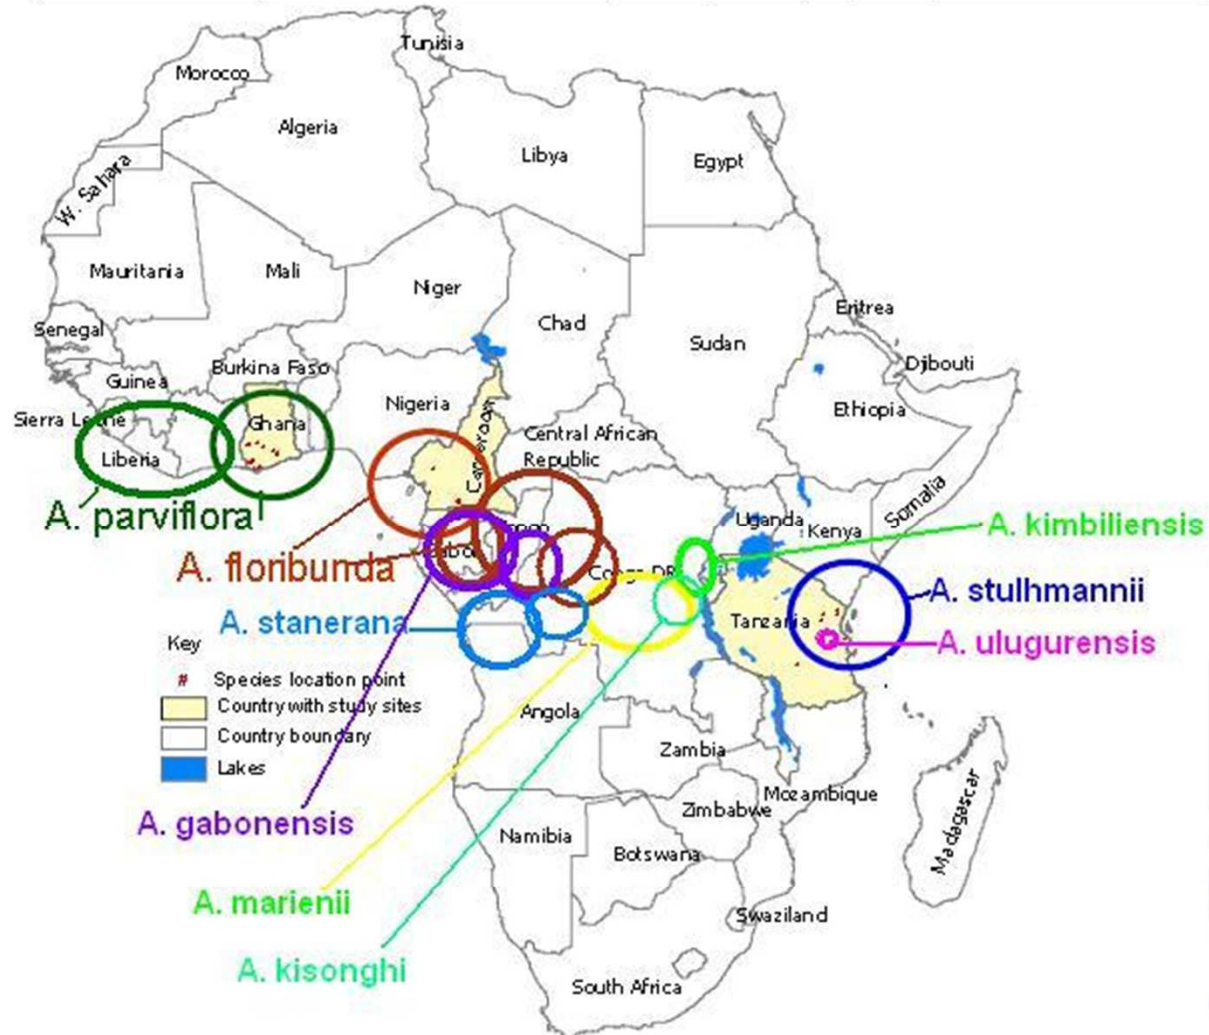 Tunisia
Morocco
Algeria
Libya
Egypt
W. Sahara
Mauritania
Mali
Niger
Chad
Sudan
Eritrea
Senegal
Burkina Faso
Djibouti
Guinea
Nigeria
Ethiopia
Sierra Leone
Ghana
Cameroon
Central African
Republic
Liberia
Somalia
Uganda
Kenya
A. parviflora
A. kimbiliensis
A. floribunda
Congo DR
A. stulhmannii
A. stanerana
Tanzania
A. ulugurensis
Key
# Species location point
Country with study sites
Country boundary
Lakes
Angola
Zambia
Mozambique
Zimbabwe
Madagascar
A. gabonensis
Namibia
Botswana
A. marienii
Swaziland
A. kisonghi
South Africa